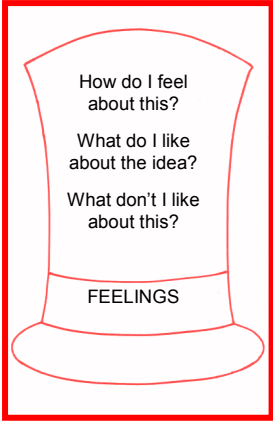 How do I feel
about this?
What do I like
about the idea?
What don’t I like
about this?
FEELINGS